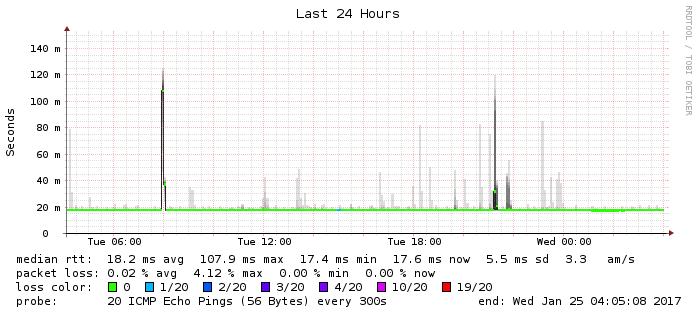 Last 24 Hours
RRDTOOL / TOBI OETIKER
Seconds
140 m
120 m
100 m
80 m
60 m
40 m
20 m
0
Tue 06:00 Tue 12:00 Tue 18:00 Wed 00:00
median rtt: 18.2 ms avg 107.9 ms max 17.4 ms min 17.6 ms now 5.5 ms sd 3.3 am/s
packet loss: 0.02 % avg 4.12 % max 0.00 % min 0.00 % now
loss color: 0 1/20 2/20 3/20 4/20 10/20 19/20
probe: 20 ICMP Echo Pings (56 Bytes) every 300s end: Wed Jan 25 04:05:08 2017